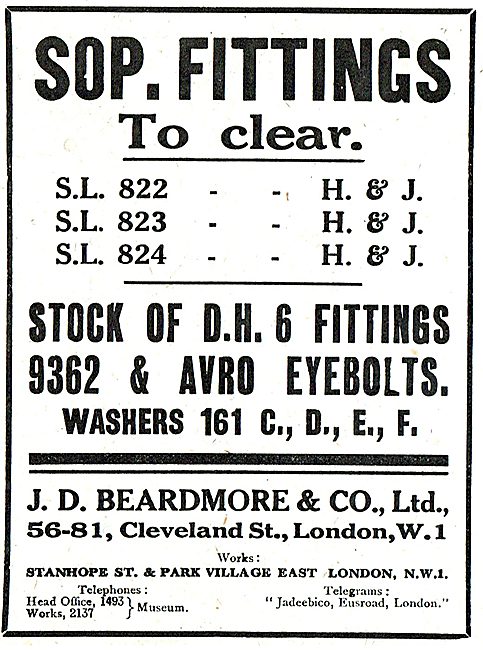 SOP. FITTINGS
To clear.
S.L. 822 - - H. & J.
S.L. 823 - - H. & J.
S.L. 824 - - H. & J.
STOCK OF D.H. 6 FITTINGS
9362 & AVRO EYEBOLTS.
WASHERS 161 C., D., E., F.
J. D. BEARDMORE & CO., Ltd.,
56-81, Cleveland St., London, W.1
Works:
STANHOPE ST. & PARK VILLAGE EAST LONDON, N.W.1.
Telephones: Telegrams:
Head Office, 1493 } Museum. "Jadeebico, Eusroad, London."
Works, 2137